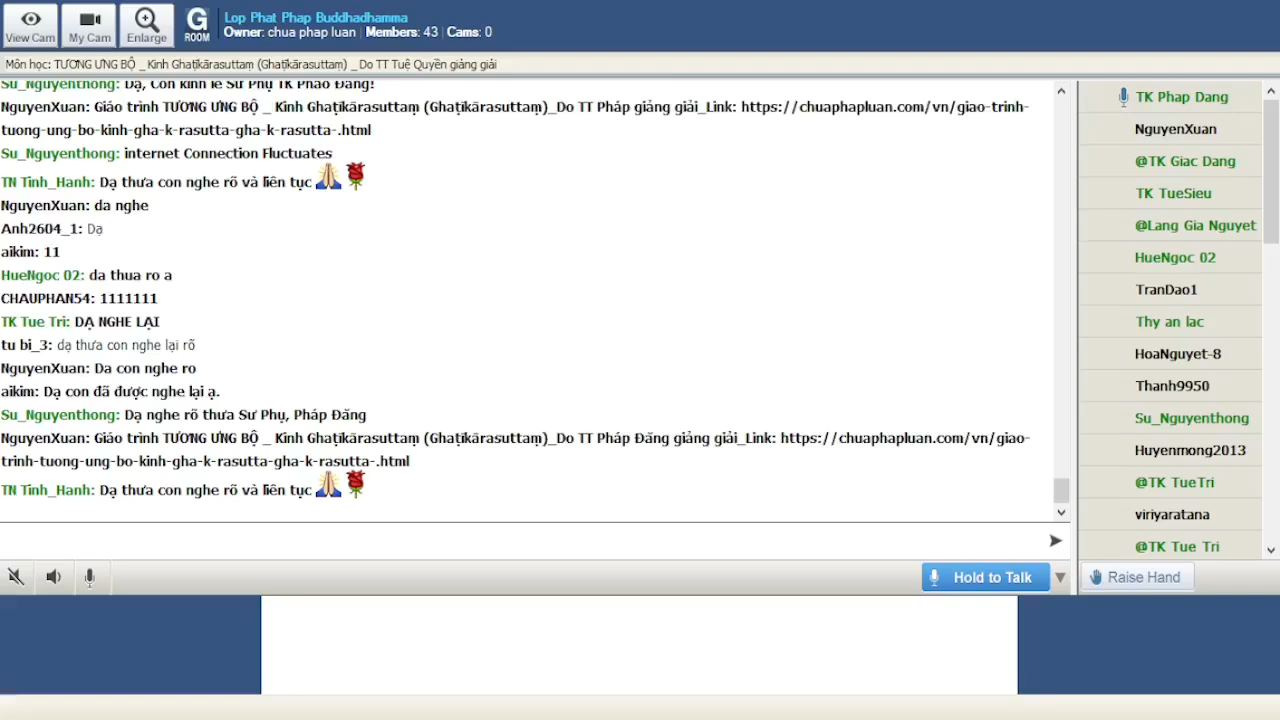 View Cam
My Cam
Enlarge
G
ROOM
Lop Phat Phap Buddhadhamma
Owner: chua phap luan | Members: 43 | Cams: 0
Môn học: TƯƠNG ƯNG BỘ _ Kinh Ghaṭikārasuttaṃ (Ghaṭikārasuttaṃ) _ Do TT Tuệ Quyền giảng giải
Su_Nguyenthong: Dạ, Con kính lễ Sư Phụ TK Pháo Đăng!
NguyenXuan: Giáo trình TƯƠNG ƯNG BỘ _ Kinh Ghaṭikārasuttaṃ (Ghaṭikārasuttaṃ)_Do TT Pháp giảng giải_Link: https://chuaphapluan.com/vn/giao-trinh-
tuong-ung-bo-kinh-gha-k-rasutta-gha-k-rasutta-.html
Su_Nguyenthong: internet Connection Fluctuates
TN Tinh_Hanh: Dạ thưa con nghe rõ và liên tục
NguyenXuan: da nghe
Anh2604_1: Dạ
aikim: 11
HueNgoc 02: da thua ro a
CHAUPHAN54: 1111111
TK Tue Tri: DẠ NGHE LẠI
tu bi_3: dạ thưa con nghe lại rõ
NguyenXuan: Da con nghe ro
aikim: Dạ con đã được nghe lại ạ.
Su_Nguyenthong: Dạ nghe rõ thưa Sư Phụ, Pháp Đăng
NguyenXuan: Giáo trình TƯƠNG ƯNG BỘ _ Kinh Ghaṭikārasuttaṃ (Ghaṭikārasuttaṃ)_Do TT Pháp Đăng giảng giải_Link: https://chuaphapluan.com/vn/giao-
trinh-tuong-ung-bo-kinh-gha-k-rasutta-gha-k-rasutta-.html
TN Tinh_Hanh: Dạ thưa con nghe rõ và liên tục
Hold to Talk
TK Phap Dang
NguyenXuan
@TK Giac Dang
TK TueSieu
@Lang Gia Nguyet
HueNgoc 02
TranDao1
Thy an lac
HoaNguyet-8
Thanh9950
Su_Nguyenthong
Huyenmong2013
@TK TueTri
viriyaratana
@TK Tue Tri
Raise Hand